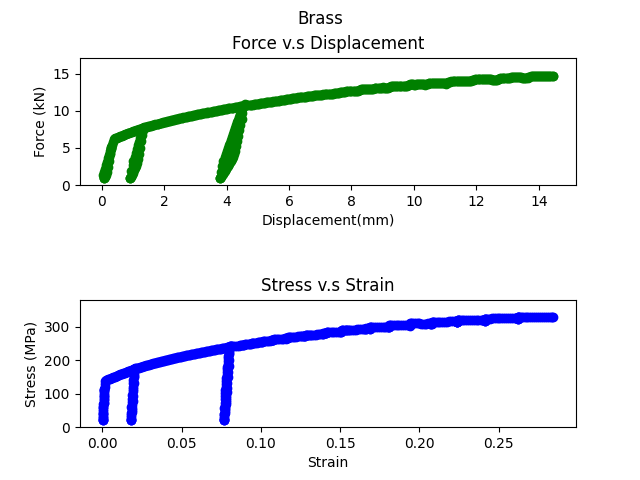 Brass
Force v.s Displacement
15
10
5
0
Force (kN)
0 2 4 6 8 10 12 14
Displacement(mm)
Stress v.s Strain
300
200
100
0
Stress (MPa)
0.00 0.05 0.10 0.15 0.20 0.25
Strain